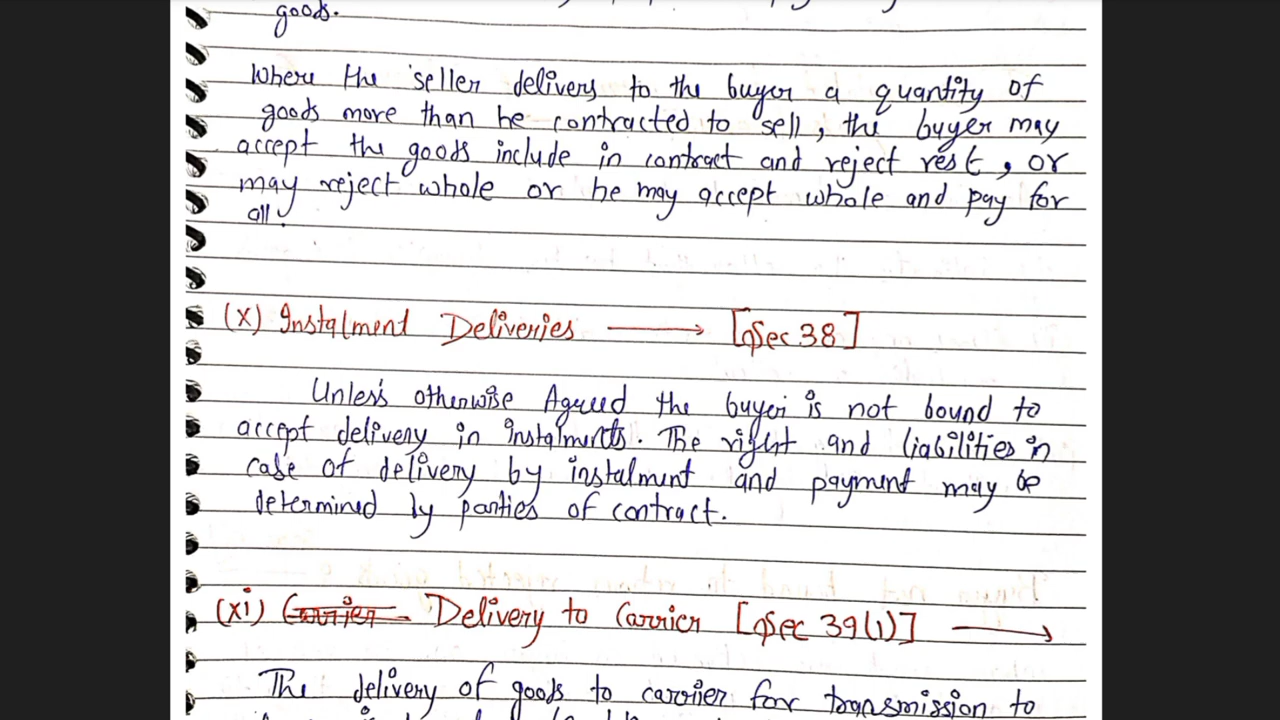 goods.
Where the seller delivers to the buyer a quantity of
goods more than he contracted to sell, the buyer may
accept the goods include in contract and reject rest, or
may reject whole or he may accept whole and pay for
all.
(x) Instalment Deliveries → [Sec 38]
Unless otherwise Agreed the buyer is not bound to
accept delivery in instalments. The right and liabilities in
case of delivery by instalment and payment may be
determined by parties of contract.
(xi) Carrier Delivery to Carrier [Sec 39(1)] →
The delivery of goods to carrier for transmission to